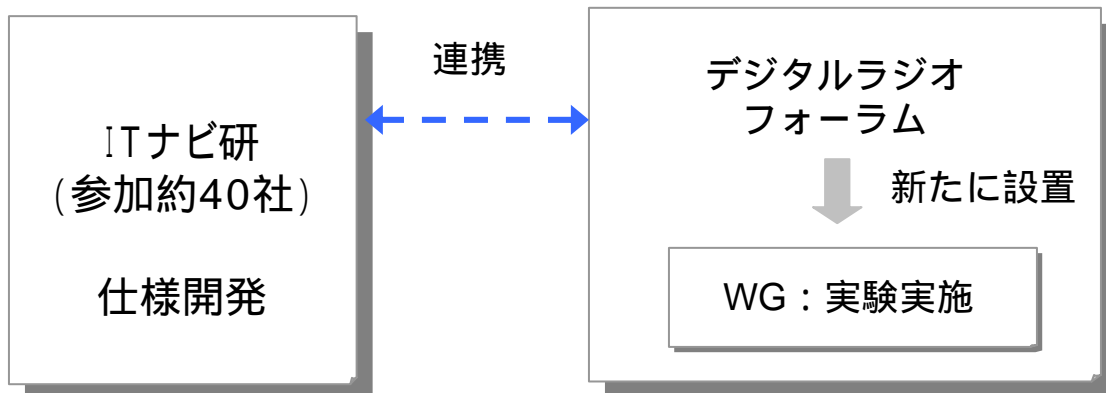 ITナビ研
(参加約40社)
仕様開発
連携
デジタルラジオ
フォーラム
新たに設置
WG：実験実施